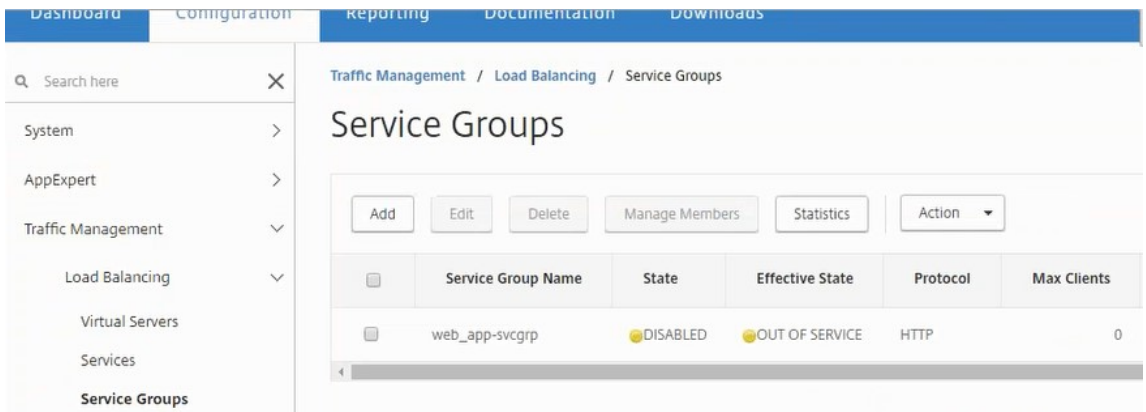 Dashboard Configuration Reporting Documentation Downloads
Search here
System
AppExpert
Traffic Management
Load Balancing
Virtual Servers
Services
Service Groups
Traffic Management / Load Balancing / Service Groups
Service Groups
Add Edit Delete Manage Members Statistics Action
Service Group Name State Effective State Protocol Max Clients
web_app-svcgrp DISABLED OUT OF SERVICE HTTP 0